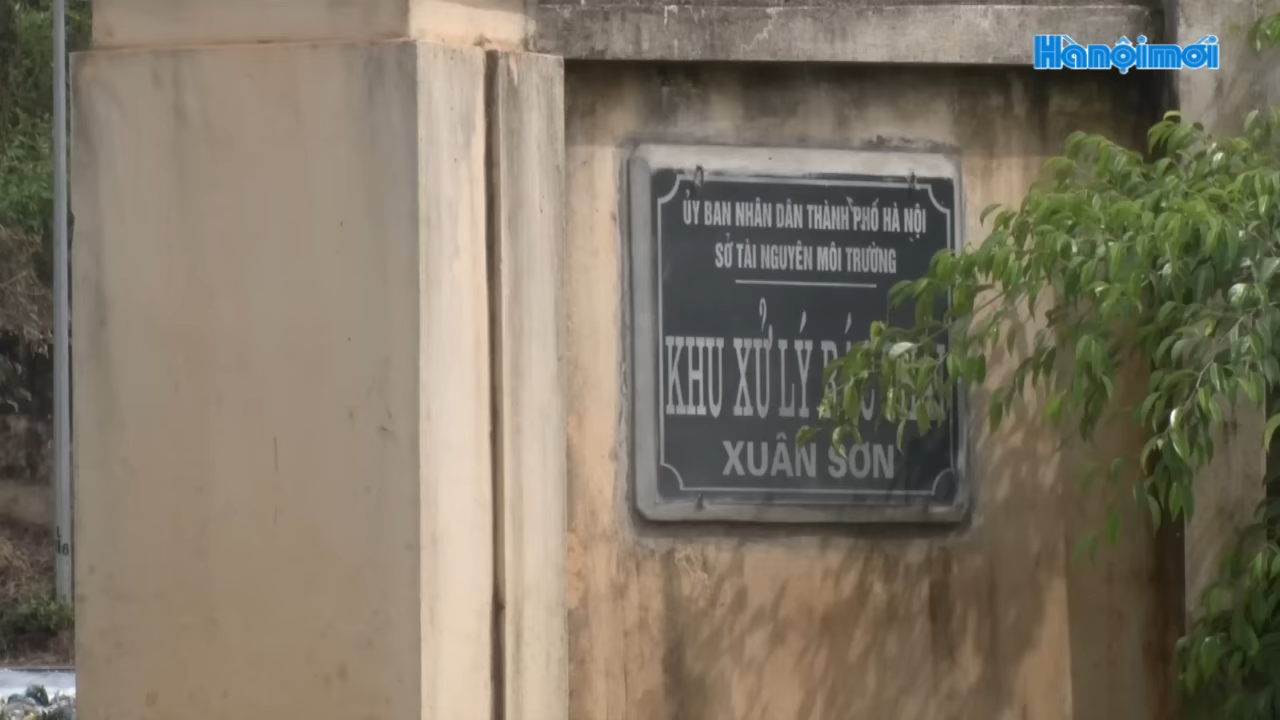 Hànộimới
ỦY BAN NHÂN DÂN THÀNH PHỐ HÀ NỘI
SỞ TÀI NGUYÊN MÔI TRƯỜNG
KHU XỬ LÝ
XUÂN SƠN